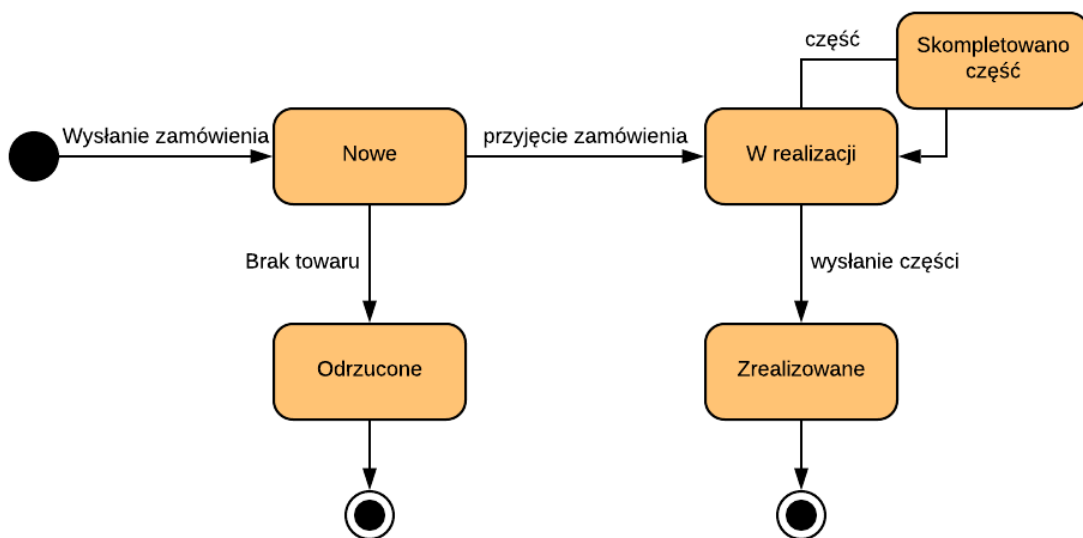 część
Skompletowano
część
Wysłanie zamówienia
Nowe
przyjęcie zamówienia
W realizacji
Brak towaru
wysłanie części
Odrzucone
Zrealizowane